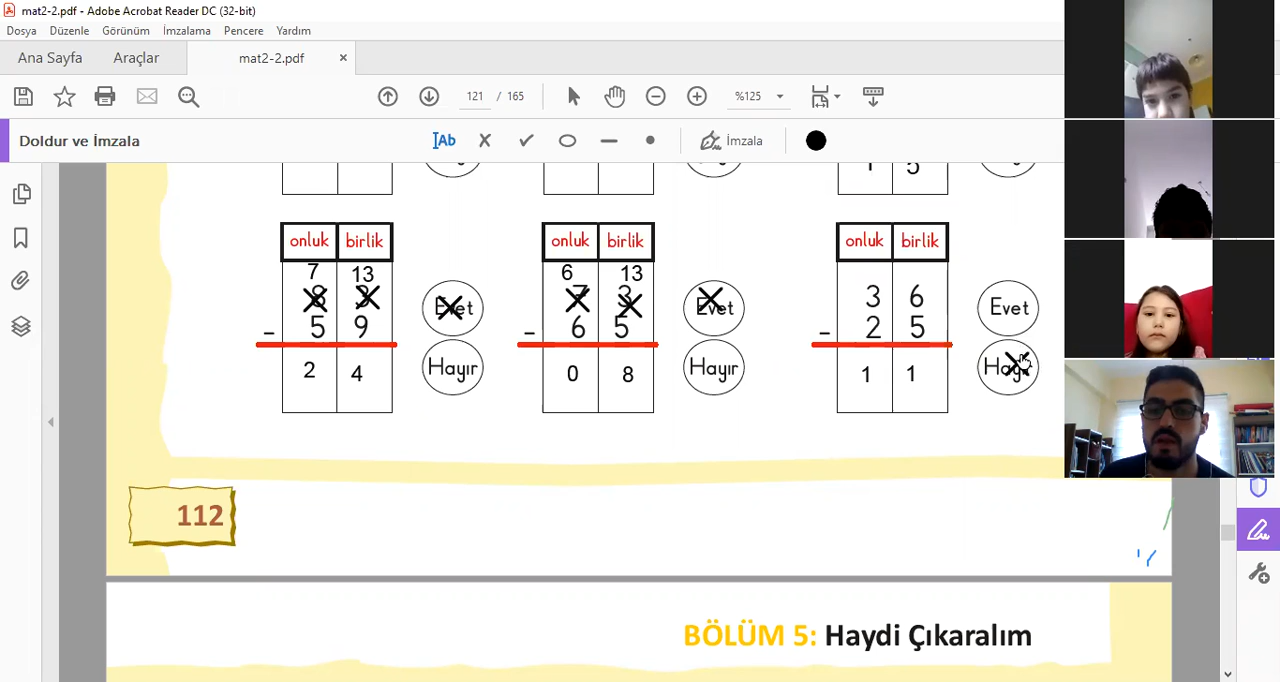 mat2-2.pdf - Adobe Acrobat Reader DC (32-bit)
Dosya Düzenle Görünüm İmzalama Pencere Yardım
Ana Sayfa Araçlar mat2-2.pdf ×
121 / 165 %125
Doldur ve İmzala Ab İmzala
1 5
onluk birlik onluk birlik onluk birlik
7 13 6 13
8 3 Evet 7 3 Evet 3 6 Evet
- 5 9 - 6 5 - 2 5
2 4 Hayır 0 8 Hayır 1 1 Hayır
112
BÖLÜM 5: Haydi Çıkaralım